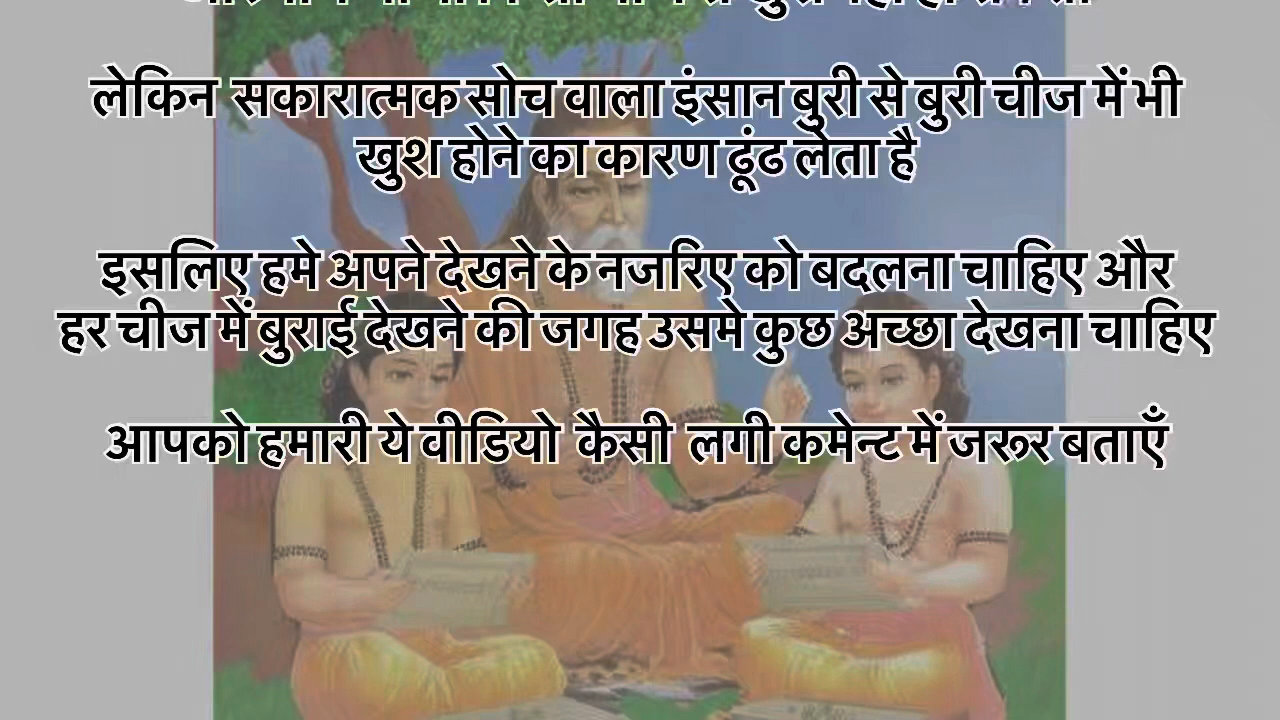 लेकिन सकारात्मक सोच वाला इंसान बुरी से बुरी चीज में भी
खुश होने का कारण ढूंढ लेता है
इसलिए हमे अपने देखने के नजरिए को बदलना चाहिए और
हर चीज में बुराई देखने की जगह उसमे कुछ अच्छा देखना चाहिए
आपको हमारी ये वीडियो कैसी लगी कमेन्ट में जरूर बताएँ